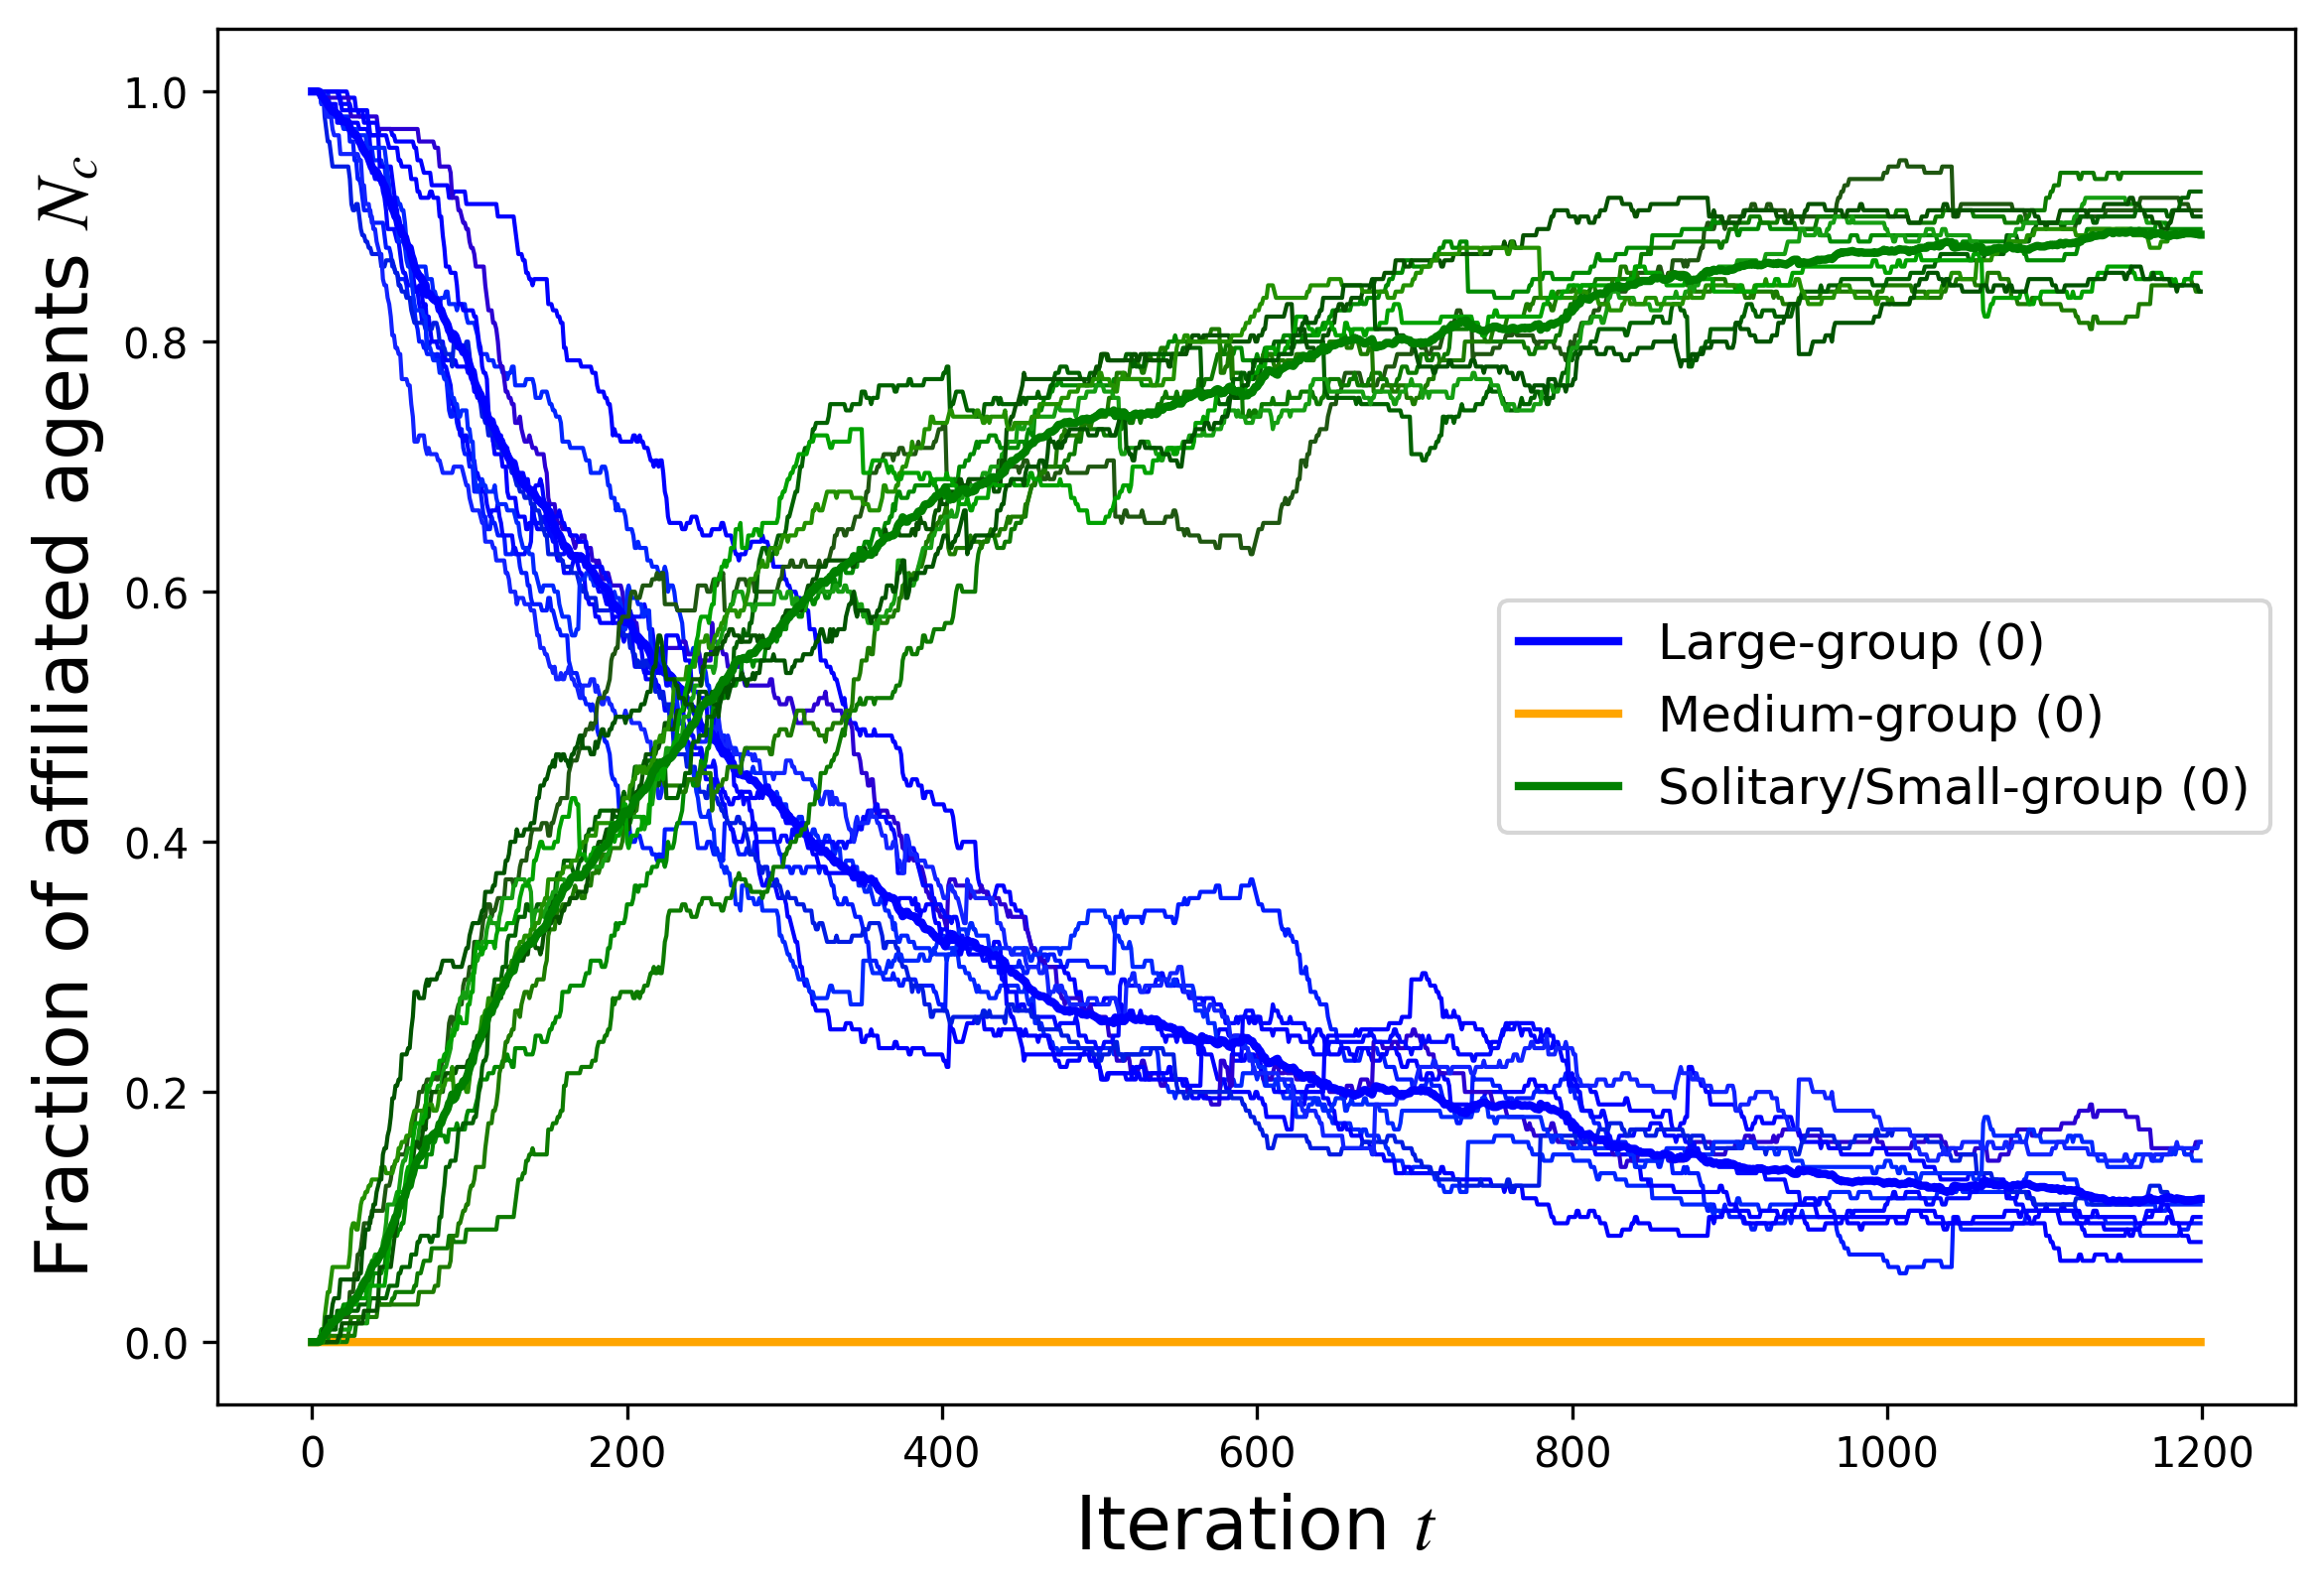 Fraction of affiliated agents N_c
1.0
0.8
0.6
0.4
0.2
0.0
Large-group (0)
Medium-group (0)
Solitary/Small-group (0)
0 200 400 600 800 1000 1200
Iteration t